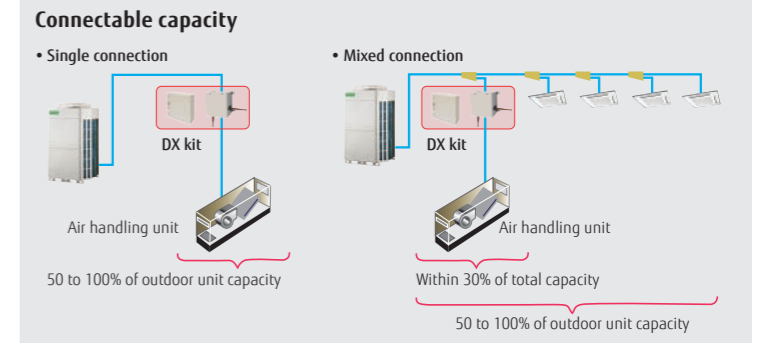 Connectable capacity
• Single connection
DX kit
Air handling unit
50 to 100% of outdoor unit capacity
• Mixed connection
DX kit
Air handling unit
Within 30% of total capacity
50 to 100% of outdoor unit capacity